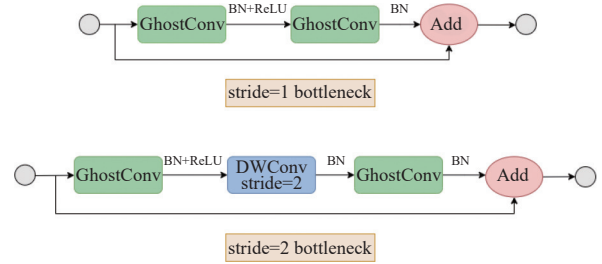 GhostConv BN+ReLU GhostConv BN Add
stride=1 bottleneck
GhostConv BN+ReLU DWConv stride=2 BN GhostConv BN Add
stride=2 bottleneck